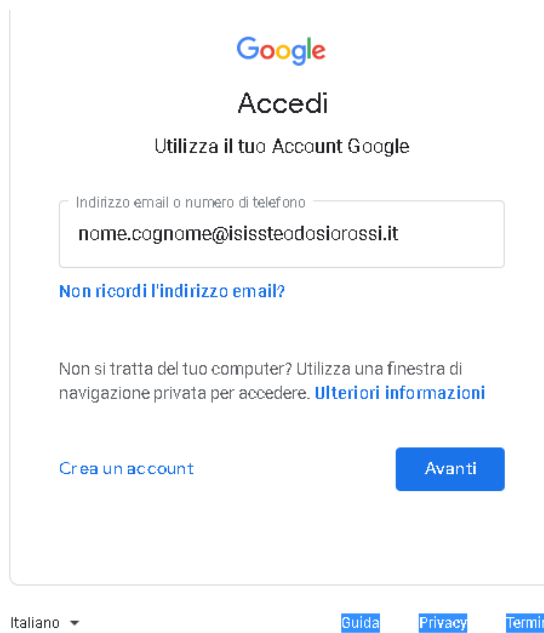 Google
Accedi
Utilizza il tuo Account Google
Indirizzo email o numero di telefono
nome.cognome@isissteodosiorossi.it
Non ricordi l'indirizzo email?
Non si tratta del tuo computer? Utilizza una finestra di
navigazione privata per accedere. Ulteriori informazioni
Crea un account
Avanti
Italiano
Guida
Privacy
Termin